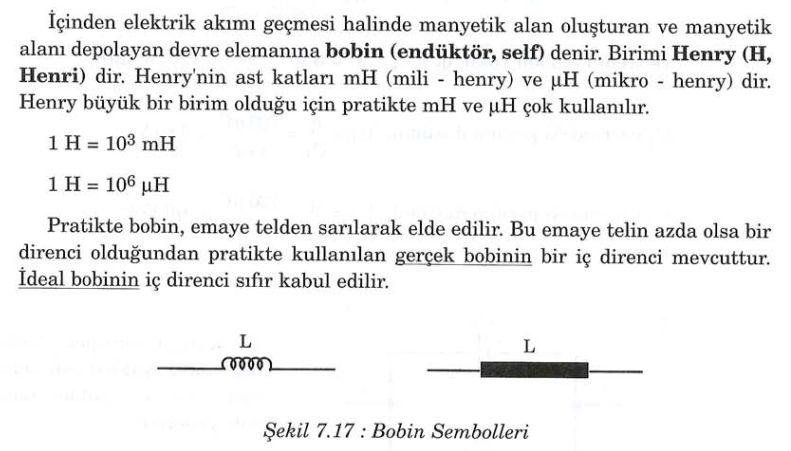 İçinden elektrik akımı geçmesi halinde manyetik alan oluşturan ve manyetik
alanı depolayan devre elemanına bobin (endüktör, self) denir. Birimi Henry (H,
Henri) dir. Henry'nin ast katları mH (mili - henry) ve µH (mikro - henry) dir.
Henry büyük bir birim olduğu için pratikte mH ve µH çok kullanılır.
1 H = 10³ mH
1 H = 10⁶ µH
Pratikte bobin, emaye telden sarılarak elde edilir. Bu emaye telin azda olsa bir
direnci olduğundan pratikte kullanılan gerçek bobinin bir iç direnci mevcuttur.
İdeal bobinin iç direnci sıfır kabul edilir.
L
L
Şekil 7.17 : Bobin Sembolleri